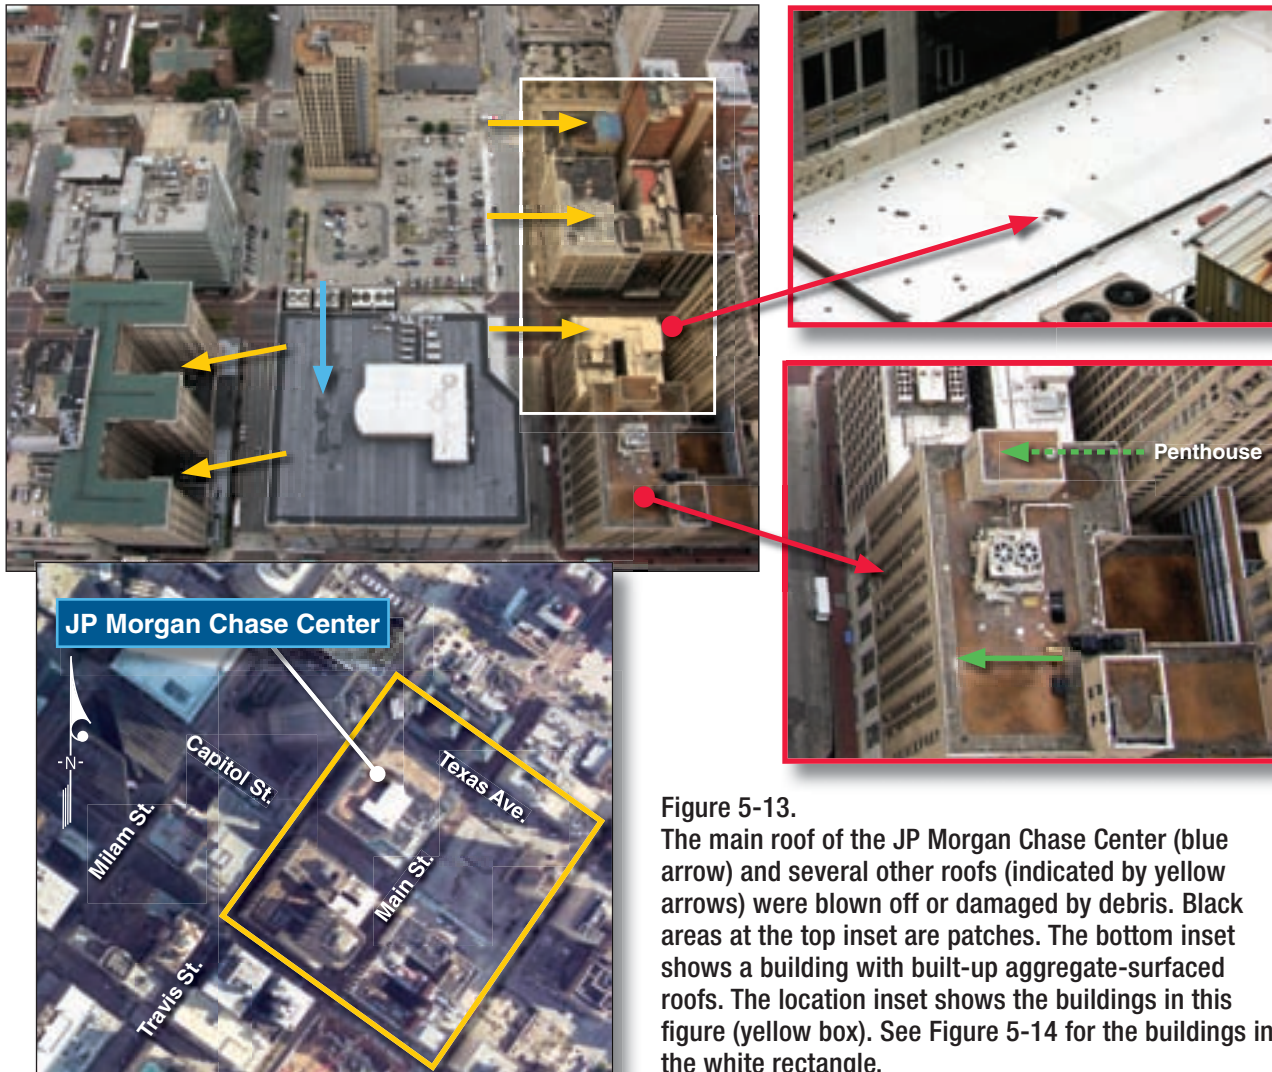 Penthouse
JP Morgan Chase Center
-N-
Capitol St.
Texas Ave.
Milam St.
Main St.
Travis St.
Figure 5-13.
The main roof of the JP Morgan Chase Center (blue
arrow) and several other roofs (indicated by yellow
arrows) were blown off or damaged by debris. Black
areas at the top inset are patches. The bottom inset
shows a building with built-up aggregate-surfaced
roofs. The location inset shows the buildings in this
figure (yellow box). See Figure 5-14 for the buildings in
the white rectangle.